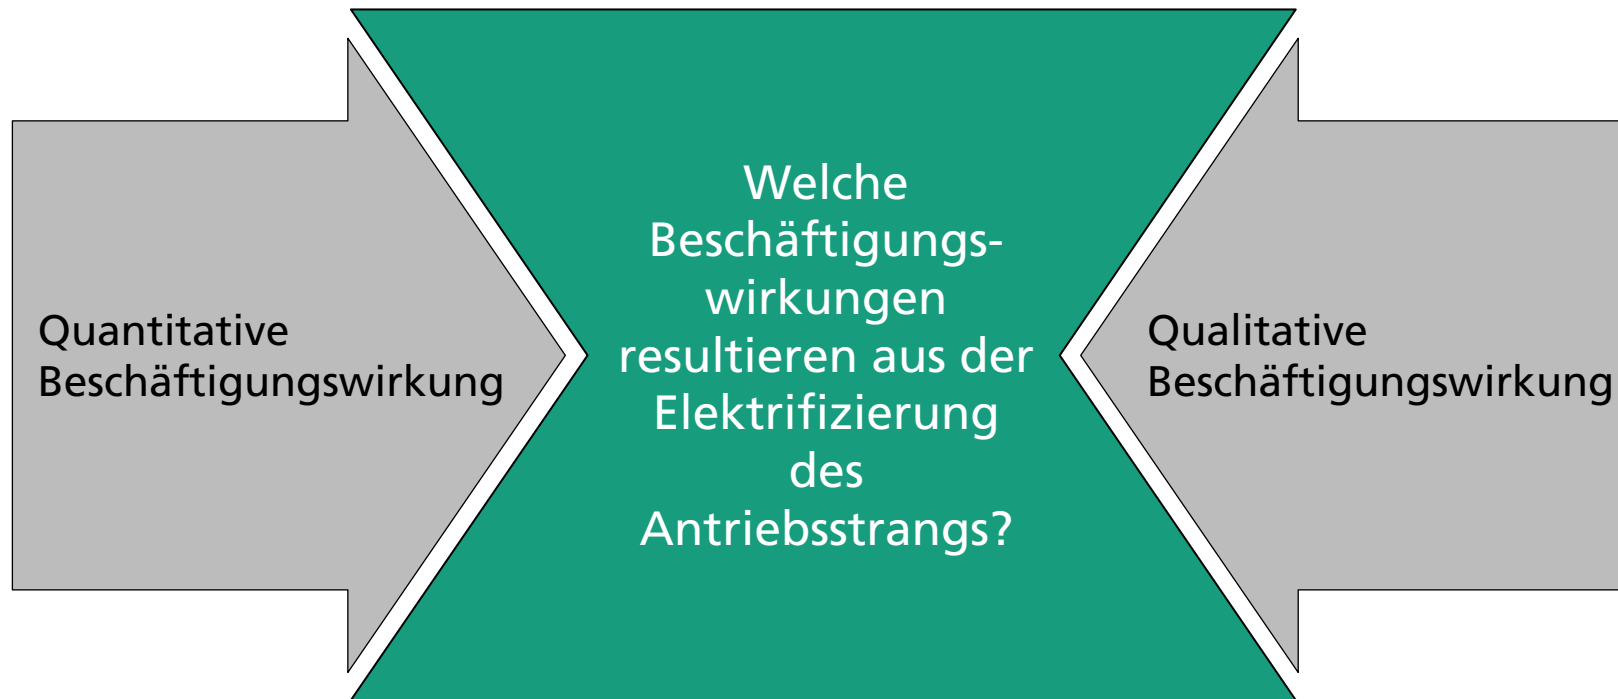 Quantitative
Beschäftigungswirkung
Welche
Beschäftigungs-
wirkungen
resultieren aus der
Elektrifizierung
des
Antriebsstrangs?
Qualitative
Beschäftigungswirkung